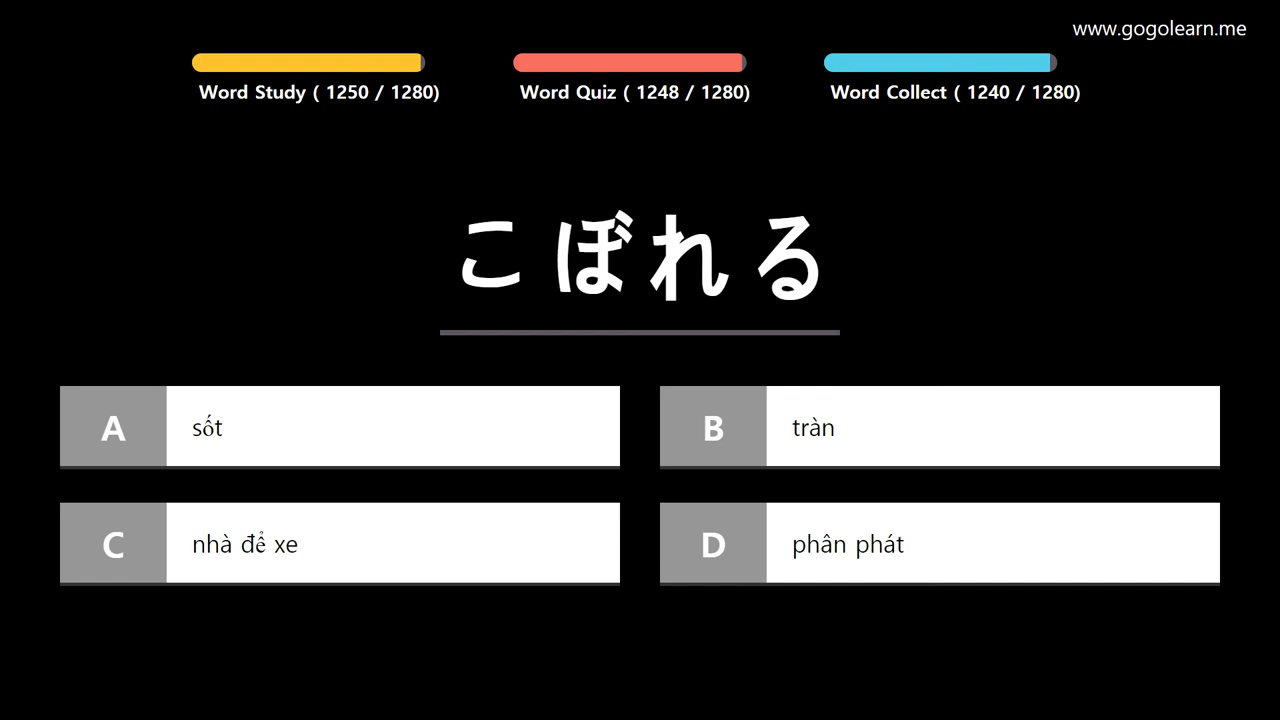 www.gogolearn.me
Word Study ( 1250 / 1280)
Word Quiz ( 1248 / 1280)
Word Collect ( 1240 / 1280)
こぼれる
A sốt
B tràn
C nhà để xe
D phân phát